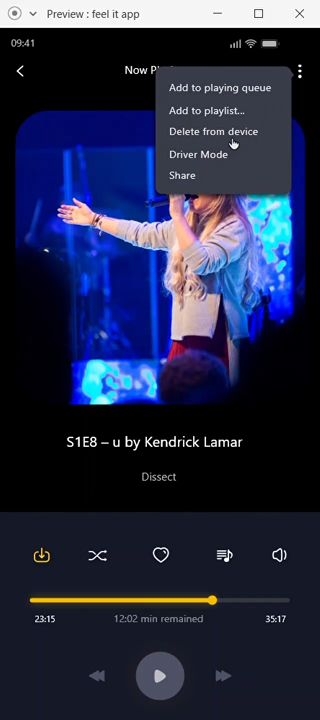 Preview : feel it app
09:41
Now
Add to playing queue
Add to playlist...
Delete from device
Driver Mode
Share
S1E8 – u by Kendrick Lamar
Dissect
23:15
12:02 min remained
35:17